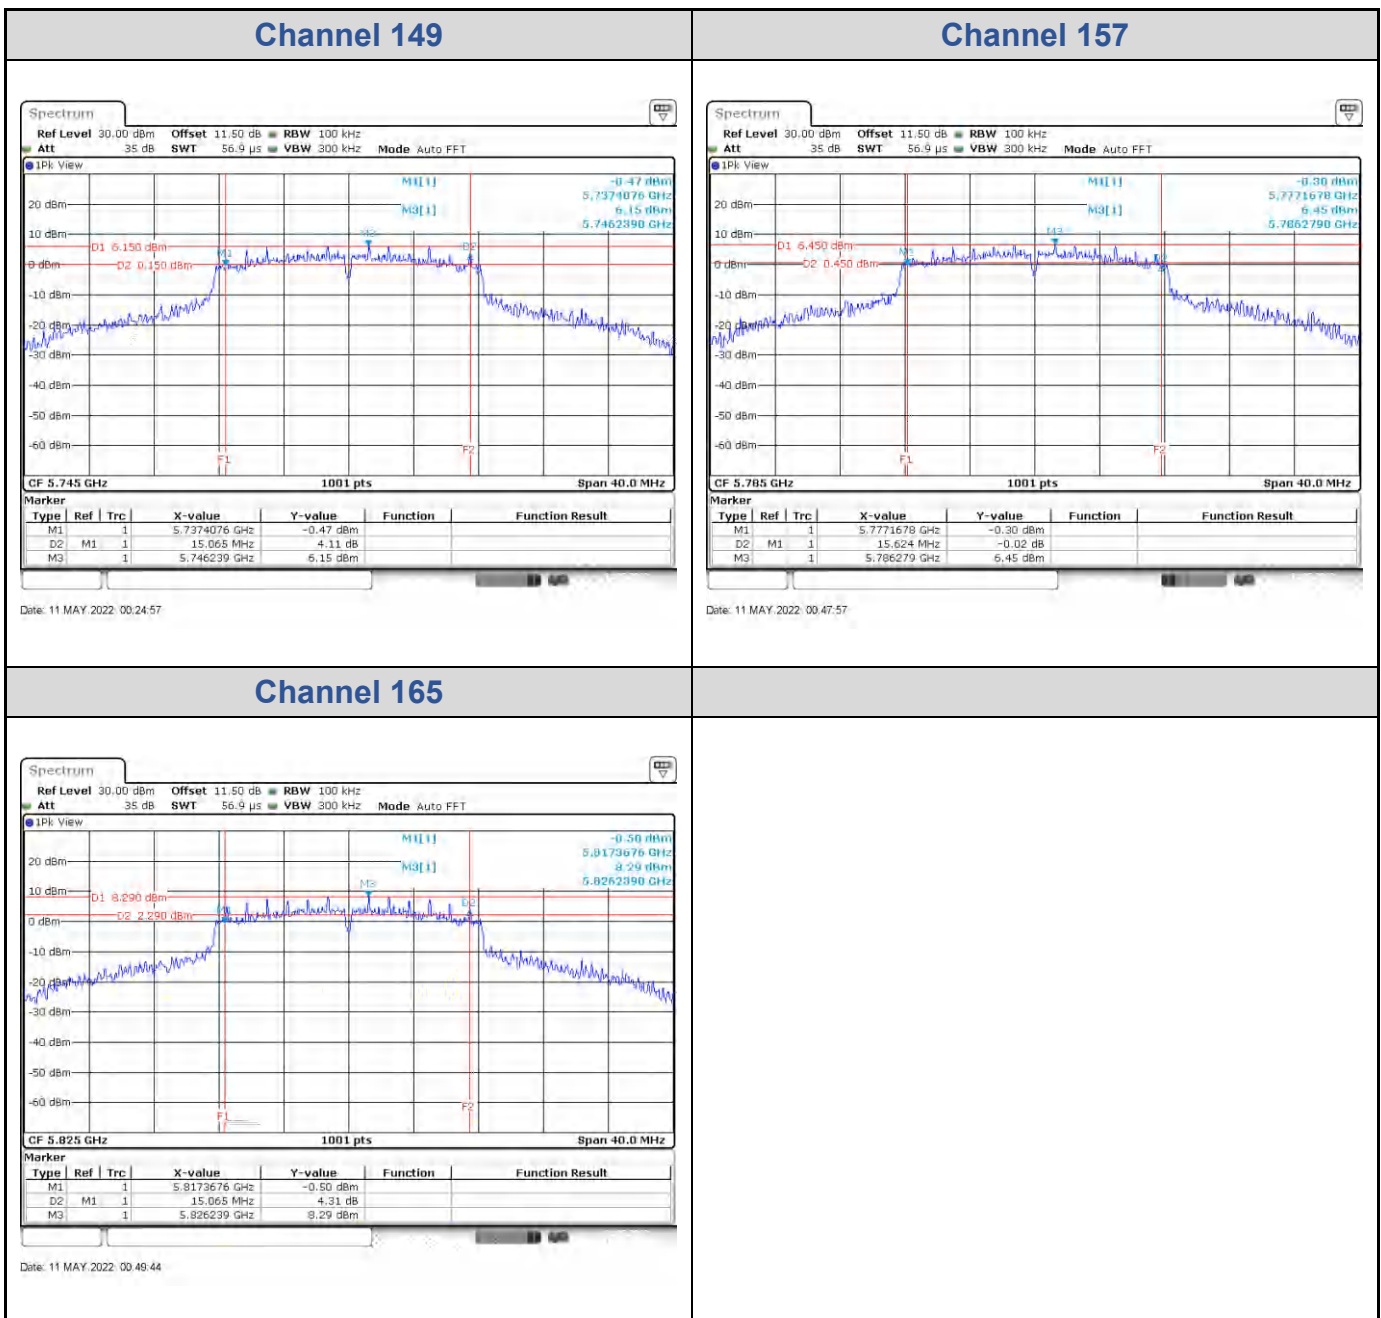 Channel 149
Channel 157
Spectrum
Ref Level 30.00 dBm Offset 11.50 dB RBW 100 kHz
Att 35 dB SWT 56.9 µs VBW 300 kHz Mode Auto FFT
1Pk View
M1[1] -0.47 dBm
5.7374076 GHz
M3[1] 6.15 dBm
5.7462390 GHz
20 dBm
10 dBm
D1 6.150 dBm
0 dBm
D2 0.150 dBm
M1
M3
D2
-10 dBm
-20 dBm
-30 dBm
-40 dBm
-50 dBm
-60 dBm
F1
F2
CF 5.745 GHz 1001 pts Span 40.0 MHz
Marker
Type Ref Trc X-value Y-value Function Function Result
M1 1 5.7374076 GHz -0.47 dBm
D2 M1 1 15.065 MHz 4.11 dB
M3 1 5.746239 GHz 6.15 dBm
Date: 11 MAY 2022 00:24:57
Spectrum
Ref Level 30.00 dBm Offset 11.50 dB RBW 100 kHz
Att 35 dB SWT 56.9 µs VBW 300 kHz Mode Auto FFT
1Pk View
M1[1] -0.30 dBm
5.7771678 GHz
M3[1] 6.45 dBm
5.7862790 GHz
20 dBm
10 dBm
D1 6.450 dBm
0 dBm
D2 0.450 dBm
M3
-10 dBm
-20 dBm
-30 dBm
-40 dBm
-50 dBm
-60 dBm
F1
F2
CF 5.785 GHz 1001 pts Span 40.0 MHz
Marker
Type Ref Trc X-value Y-value Function Function Result
M1 1 5.7771678 GHz -0.30 dBm
D2 M1 1 15.624 MHz -0.02 dB
M3 1 5.786279 GHz 6.45 dBm
Date: 11 MAY 2022 00:47:57
Channel 165
Spectrum
Ref Level 30.00 dBm Offset 11.50 dB RBW 100 kHz
Att 35 dB SWT 56.9 µs VBW 300 kHz Mode Auto FFT
1Pk View
M1[1] -0.50 dBm
5.8173676 GHz
M3[1] 8.29 dBm
5.8262390 GHz
20 dBm
10 dBm
D1 8.290 dBm
D2 2.290 dBm
0 dBm
M3
D2
-10 dBm
-20 dBm
-30 dBm
-40 dBm
-50 dBm
-60 dBm
F1
F2
CF 5.825 GHz 1001 pts Span 40.0 MHz
Marker
Type Ref Trc X-value Y-value Function Function Result
M1 1 5.8173676 GHz -0.50 dBm
D2 M1 1 15.065 MHz 4.31 dB
M3 1 5.826239 GHz 8.29 dBm
Date: 11 MAY 2022 00:49:44